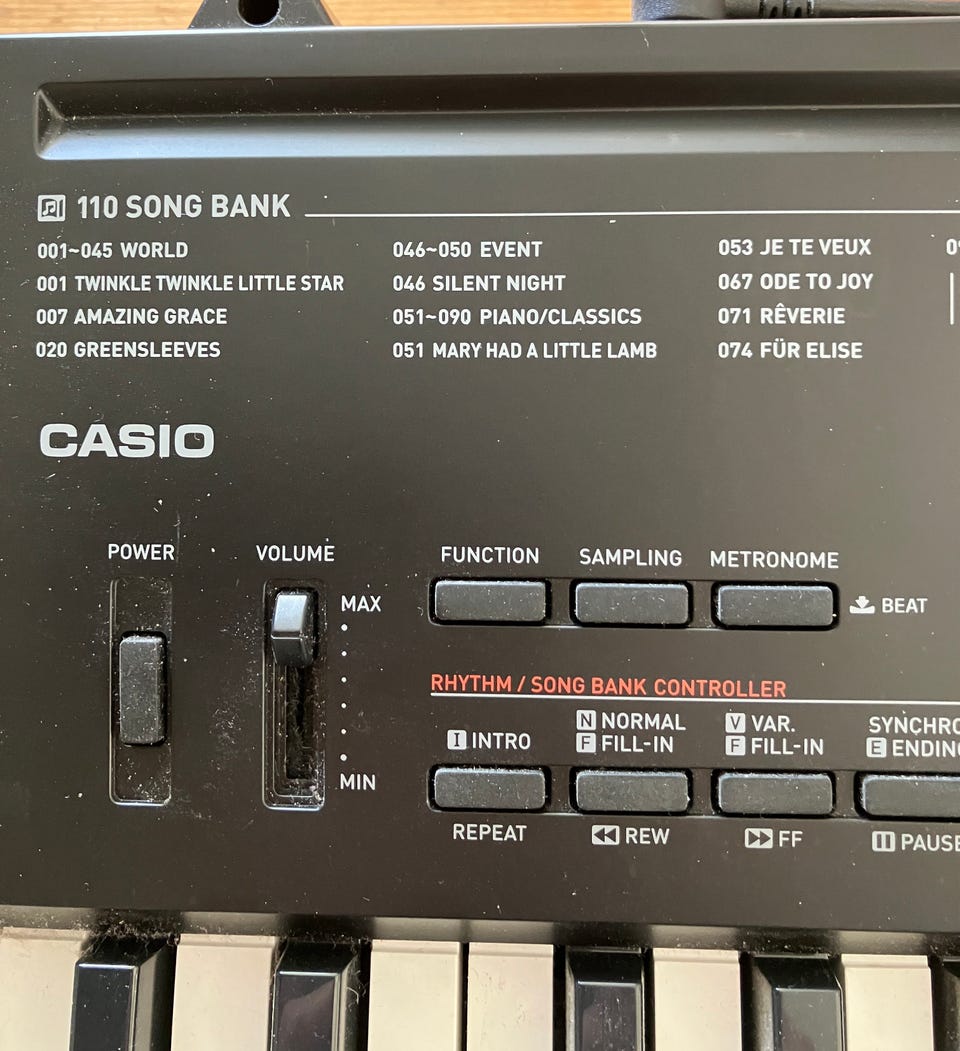 110 SONG BANK
001~045 WORLD
001 TWINKLE TWINKLE LITTLE STAR
007 AMAZING GRACE
020 GREENSLEEVES
046~050 EVENT
046 SILENT NIGHT
051~090 PIANO/CLASSICS
051 MARY HAD A LITTLE LAMB
053 JE TE VEUX
067 ODE TO JOY
071 RÊVERIE
074 FÜR ELISE
CASIO
POWER
VOLUME
MAX
MIN
FUNCTION
SAMPLING
METRONOME
BEAT
RHYTHM / SONG BANK CONTROLLER
I INTRO
N NORMAL
F FILL-IN
V VAR.
F FILL-IN
SYNCHRO
E ENDING
REPEAT
REW
FF
PAUSE